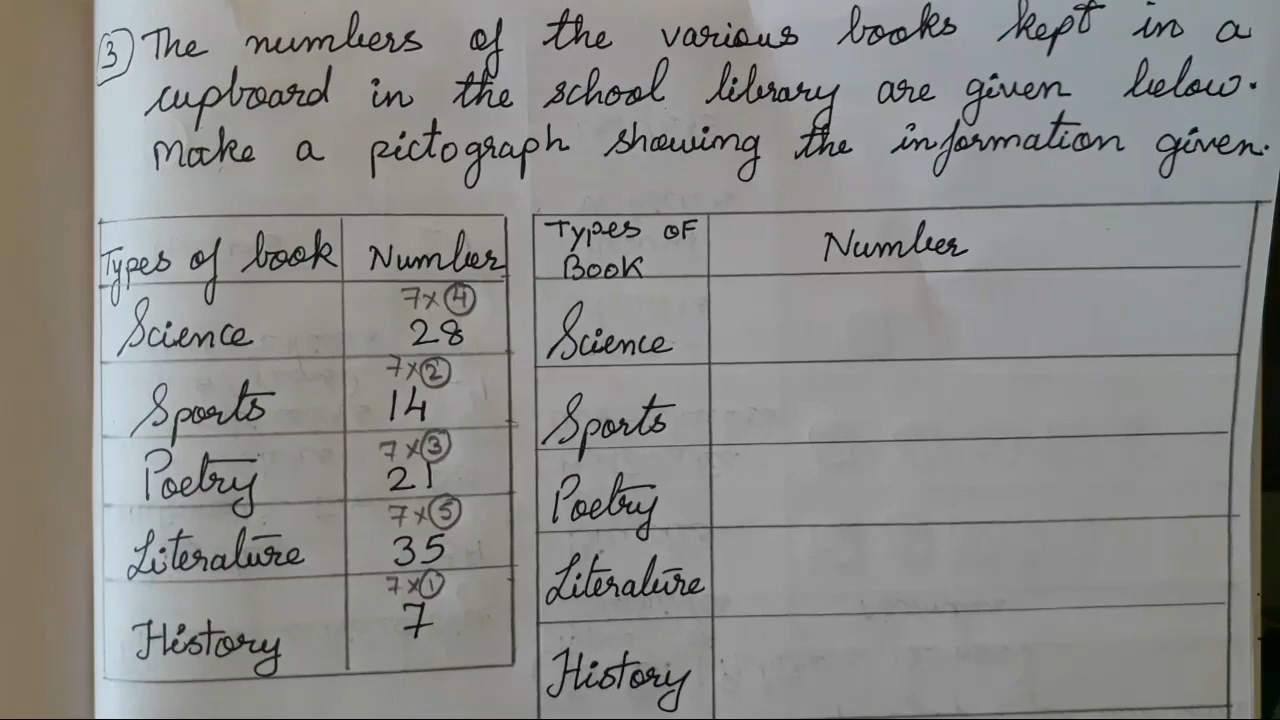 3 The numbers of the various books kept in a
cupboard in the school library are given below.
Make a pictograph showing the information given.
Types of book Number
Science 7×4 28
Sports 7×2 14
Poetry 7×3 21
Literature 7×5 35
History 7×1 7
Types of Book Number
Science
Sports
Poetry
Literature
History